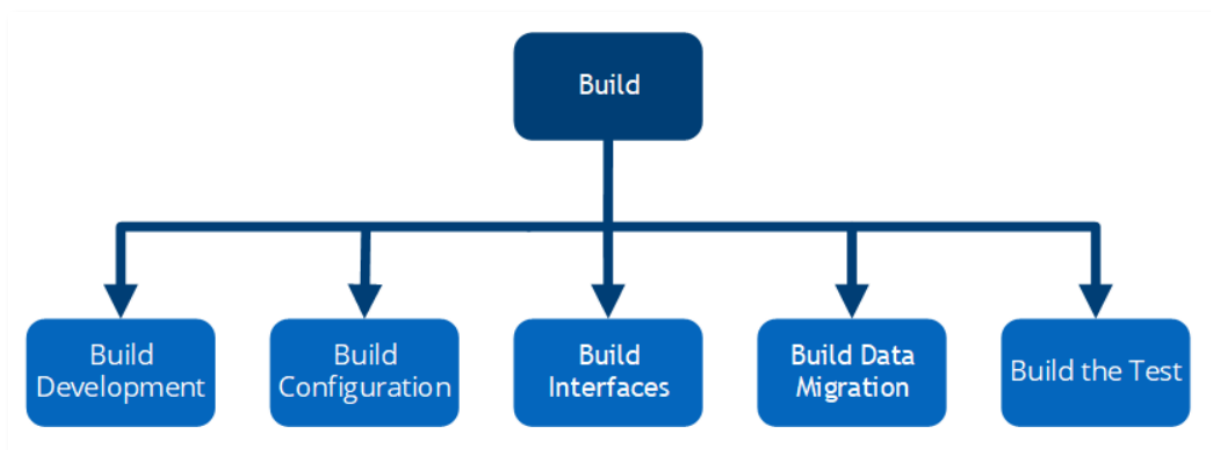 Build
Build
Development
Build
Configuration
Build
Interfaces
Build Data
Migration
Build the Test